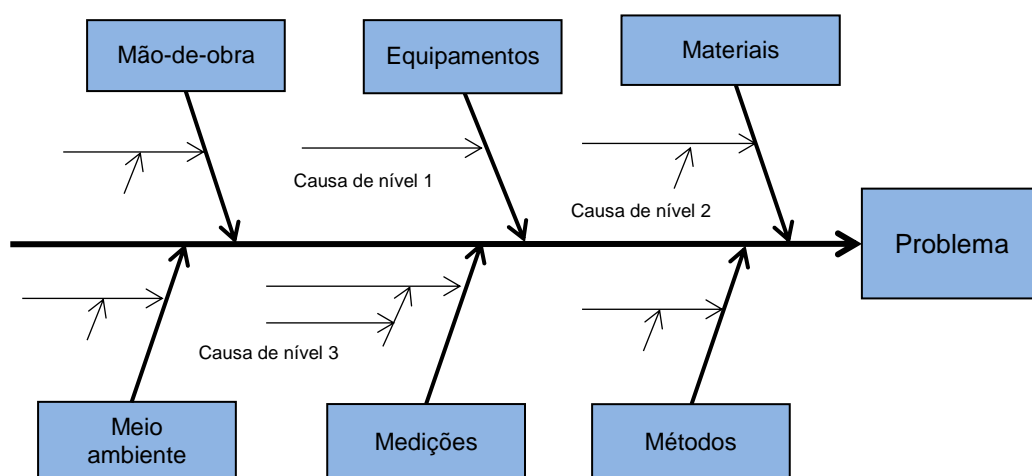 Mão-de-obra
Equipamentos
Materiais
Causa de nível 1
Causa de nível 2
Problema
Causa de nível 3
Meio
ambiente
Medições
Métodos